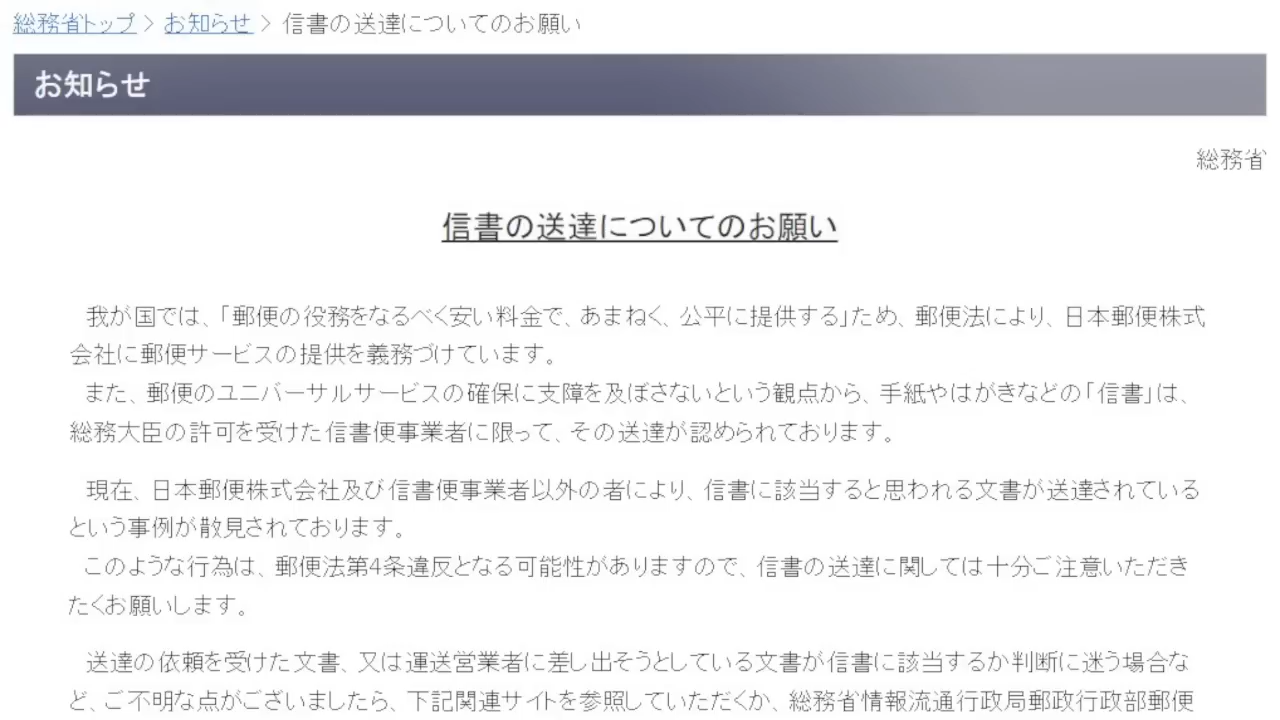 総務省トップ > お知らせ > 信書の送達についてのお願い
お知らせ
総務省
信書の送達についてのお願い
我が国では、「郵便の役務をなるべく安い料金で、あまねく、公平に提供する」ため、郵便法により、日本郵便株式
会社に郵便サービスの提供を義務づけています。
また、郵便のユニバーサルサービスの確保に支障を及ぼさないという観点から、手紙やはがきなどの「信書」は、
総務大臣の許可を受けた信書便事業者に限って、その送達が認められております。
現在、日本郵便株式会社及び信書便事業者以外の者により、信書に該当すると思われる文書が送達されている
という事例が散見されております。
このような行為は、郵便法第4条違反となる可能性がありますので、信書の送達に関しては十分ご注意いただき
たくお願いします。
送達の依頼を受けた文書、又は運送営業者に差し出そうとしている文書が信書に該当するか判断に迷う場合な
ど、ご不明な点がございましたら、下記関連サイトを参照していただくか、総務省情報流通行政局郵政行政部郵便